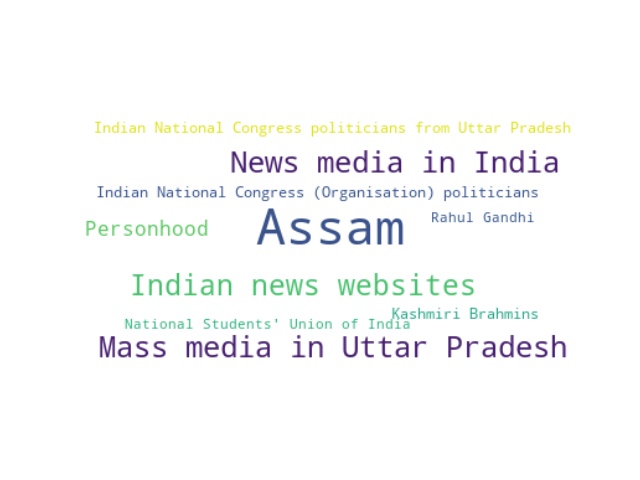 Indian National Congress politicians from Uttar Pradesh
News media in India
Indian National Congress (Organisation) politicians
Personhood
Assam
Rahul Gandhi
Indian news websites
Kashmiri Brahmins
National Students' Union of India
Mass media in Uttar Pradesh